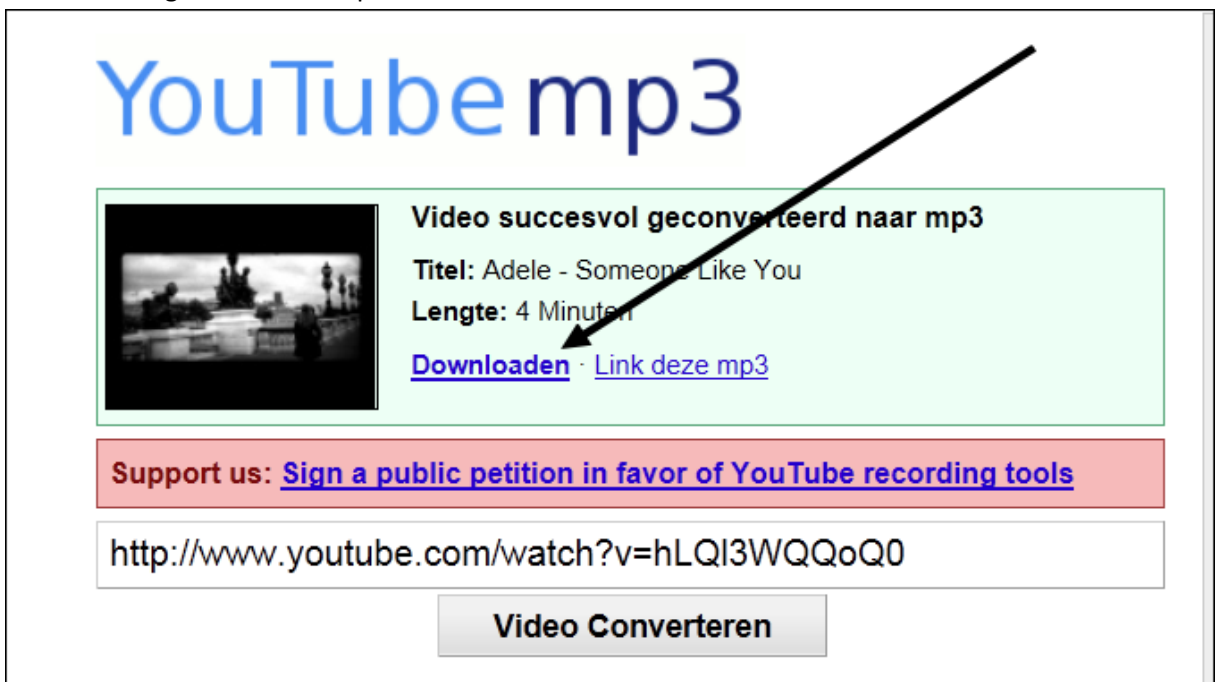 YouTube mp3
Video succesvol geconverteerd naar mp3
Titel: Adele - Someone Like You
Lengte: 4 Minuten
Downloaden · Link deze mp3
Support us: Sign a public petition in favor of YouTube recording tools
http://www.youtube.com/watch?v=hLQl3WQQoQ0
Video Converteren